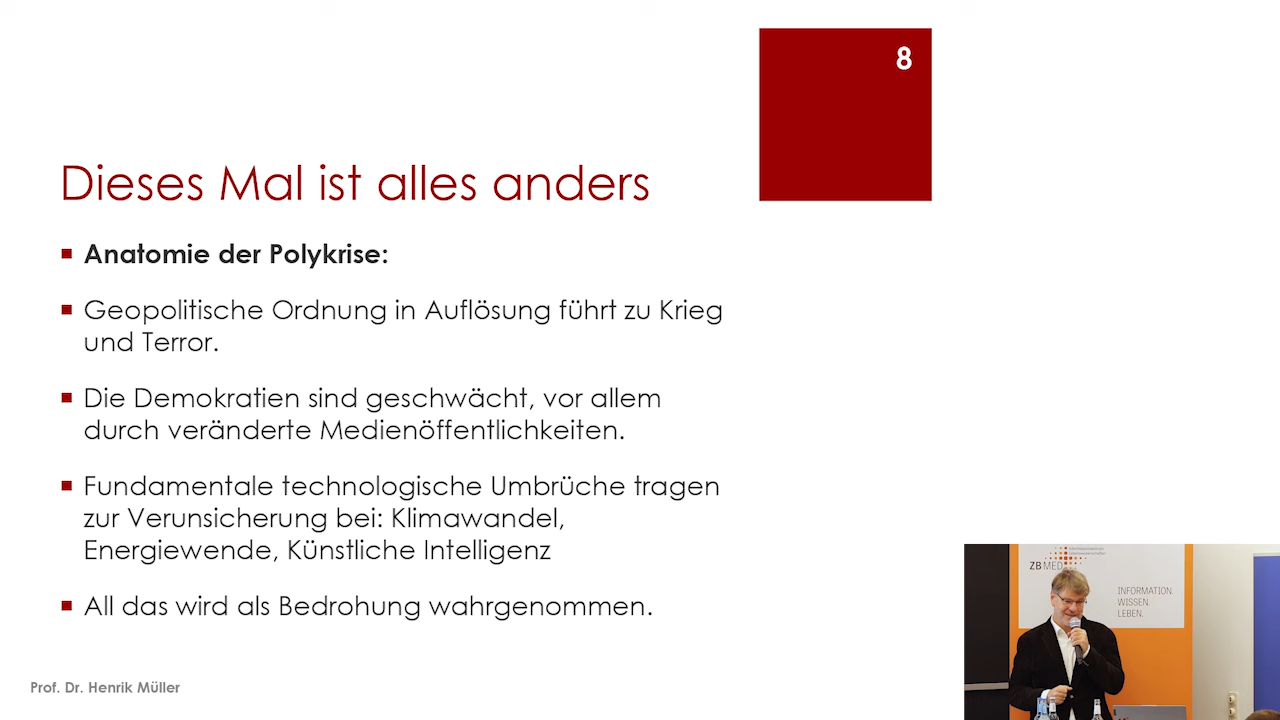 8
Dieses Mal ist alles anders
Anatomie der Polykrise:
Geopolitische Ordnung in Auflösung führt zu Krieg
und Terror.
Die Demokratien sind geschwächt, vor allem
durch veränderte Medienöffentlichkeiten.
Fundamentale technologische Umbrüche tragen
zur Verunsicherung bei: Klimawandel,
Energiewende, Künstliche Intelligenz
All das wird als Bedrohung wahrgenommen.
Prof. Dr. Henrik Müller
ZB MED
INFORMATION.
WISSEN.
LEBEN.